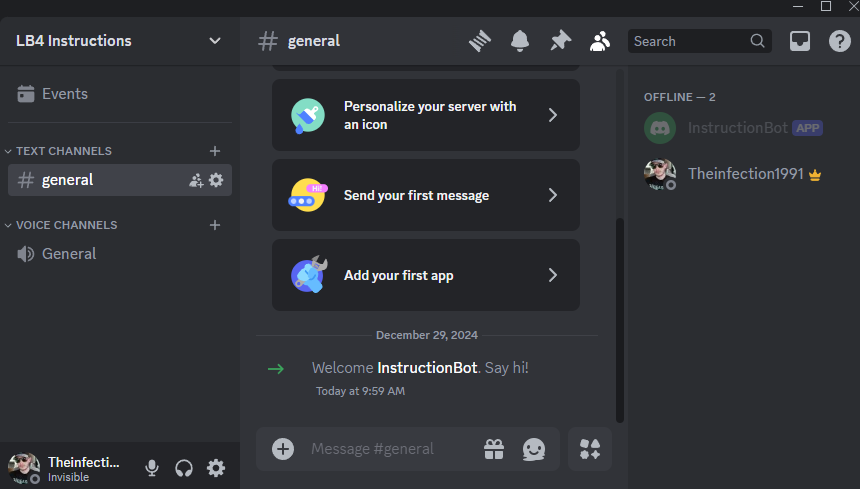 LB4 Instructions
Events
TEXT CHANNELS
general
VOICE CHANNELS
General
Theinfecti...
Invisible
general
Search
Personalize your server with
an icon
Hi!
Send your first message
Add your first app
December 29, 2024
Welcome InstructionBot. Say hi!
Today at 9:59 AM
Message #general
OFFLINE — 2
InstructionBot APP
Theinfection1991